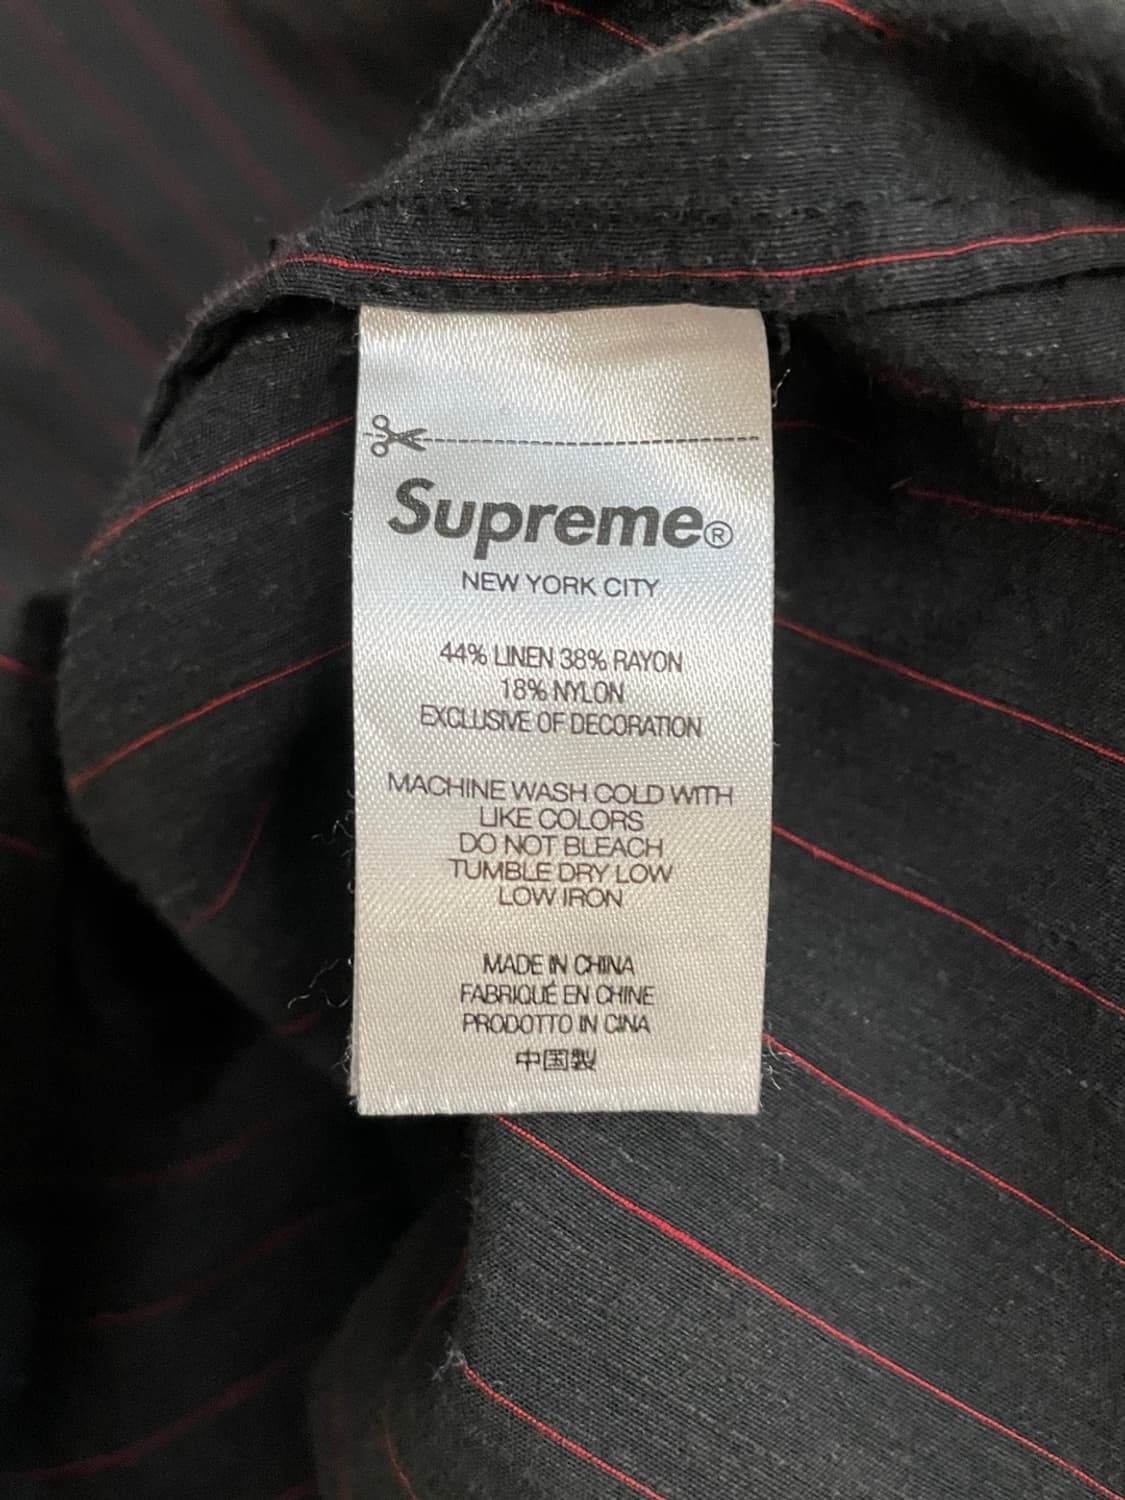 Supreme®
NEW YORK CITY
44% LINEN 38% RAYON
18% NYLON
EXCLUSIVE OF DECORATION
MACHINE WASH COLD WITH
LIKE COLORS
DO NOT BLEACH
TUMBLE DRY LOW
LOW IRON
MADE IN CHINA
FABRIQUÉ EN CHINE
PRODOTTO IN CINA
中国製